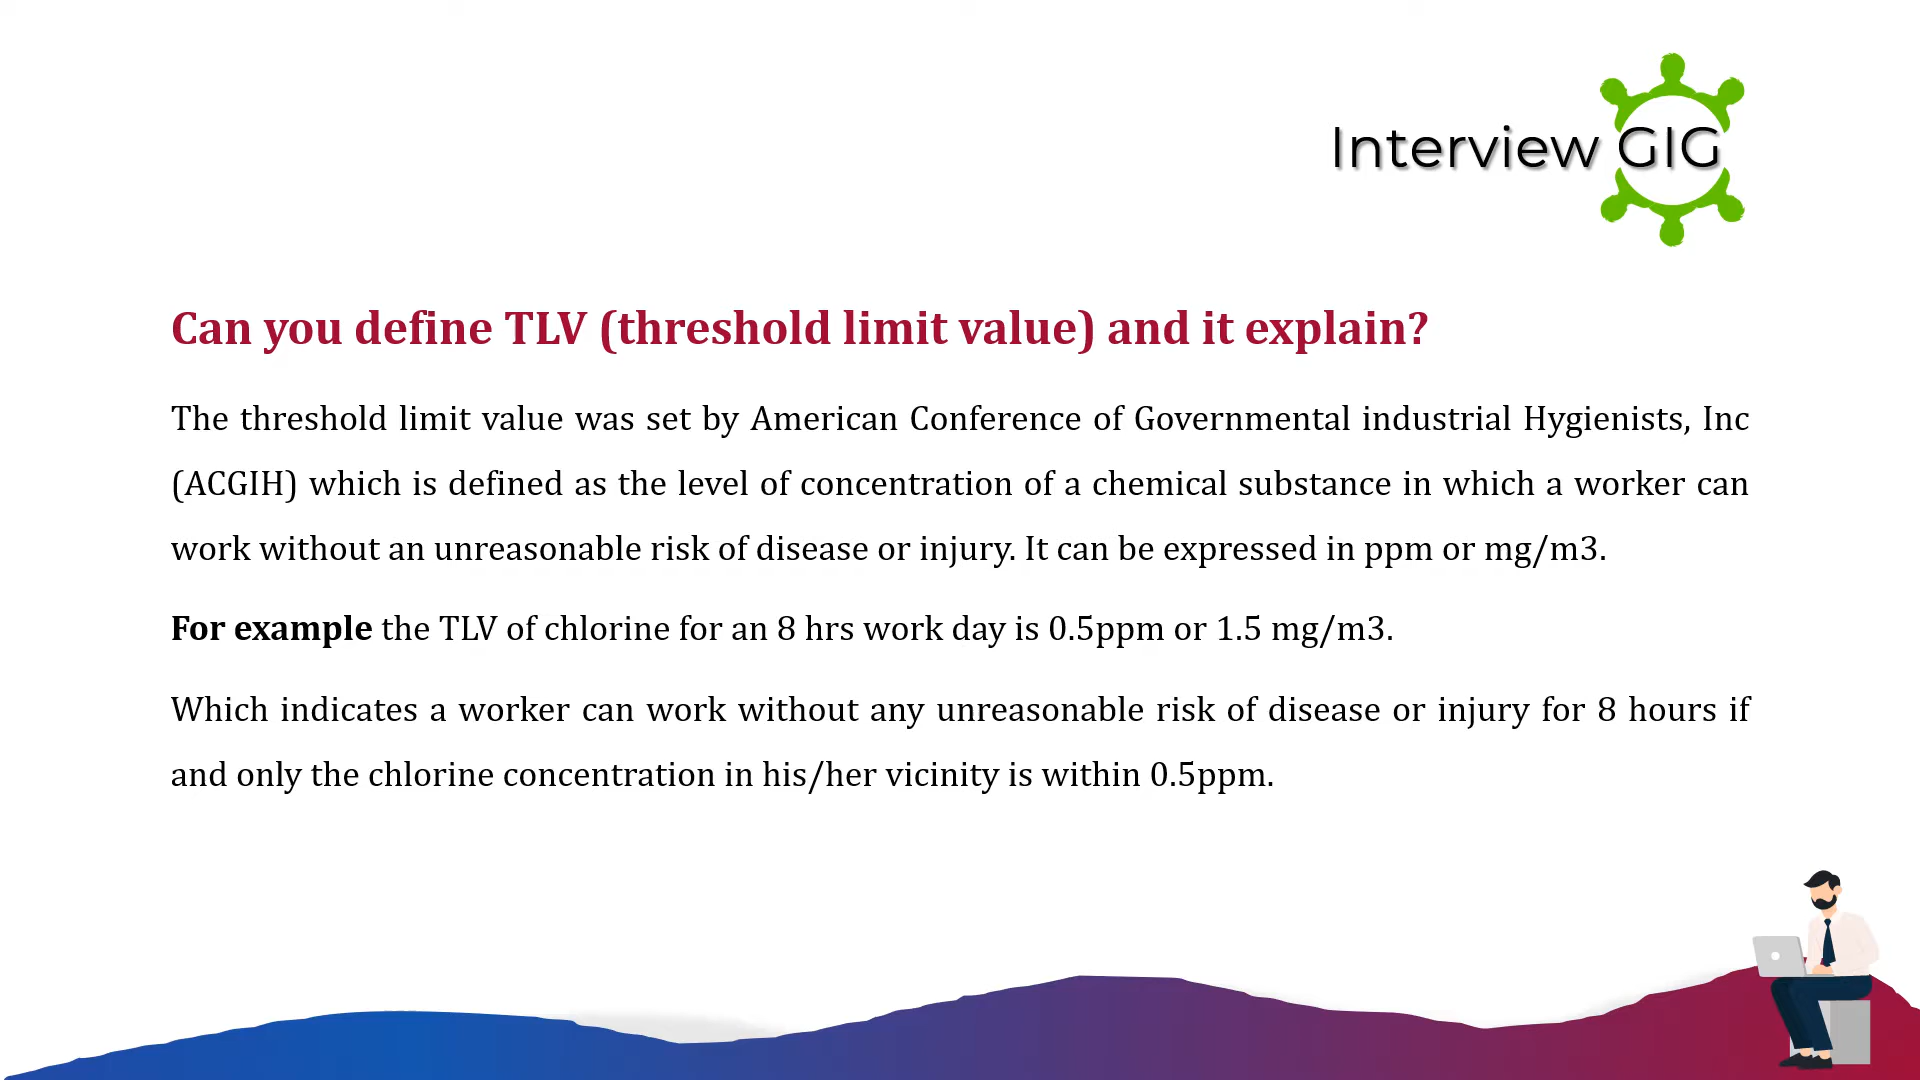 Interview GIG
Can you define TLV (threshold limit value) and it explain?
The threshold limit value was set by American Conference of Governmental industrial Hygienists, Inc
(ACGIH) which is defined as the level of concentration of a chemical substance in which a worker can
work without an unreasonable risk of disease or injury. It can be expressed in ppm or mg/m3.
For example the TLV of chlorine for an 8 hrs work day is 0.5ppm or 1.5 mg/m3.
Which indicates a worker can work without any unreasonable risk of disease or injury for 8 hours if
and only the chlorine concentration in his/her vicinity is within 0.5ppm.